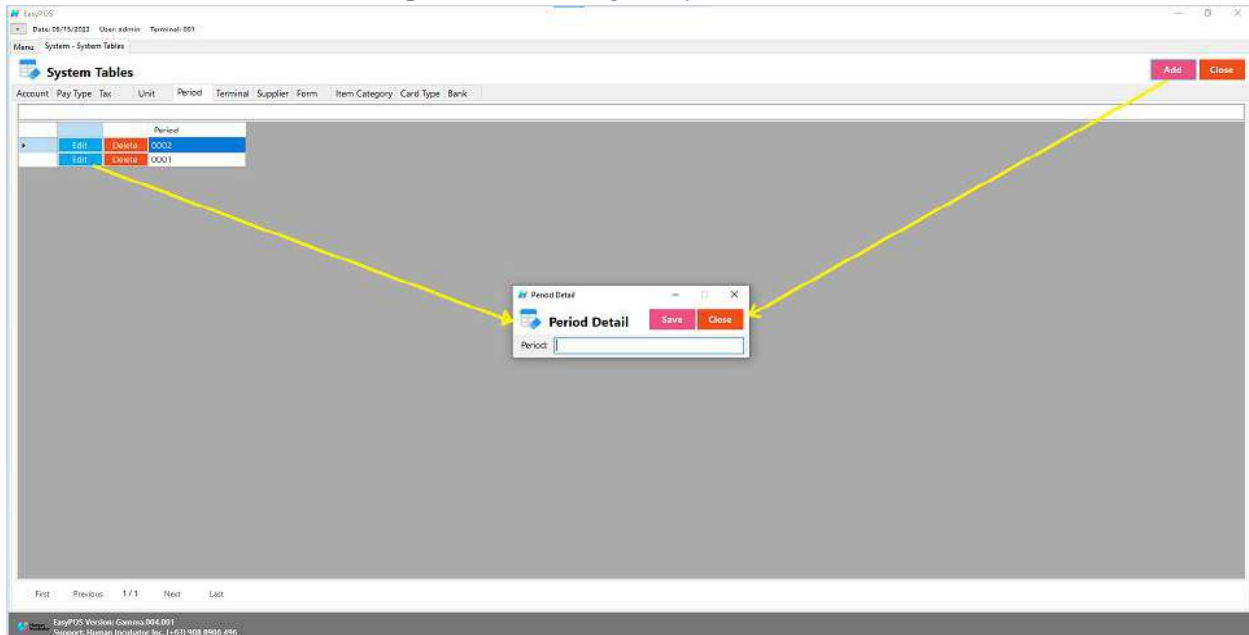 EasyPOS
Date: 05/15/2023 User: admin Terminal: 001
Menu System - System Tables
System Tables
Add Close
Account Pay Type Tax Unit Period Terminal Supplier Form Item Category Card Type Bank
Period
Edit Delete 0002
Edit Delete 0001
Period Detail
Period Detail Save Close
Period:
First Previous 1 / 1 Next Last
EasyPOS Version: Gamma.004.001
Support: Human Incubator Inc. (+63) 908 8906 496